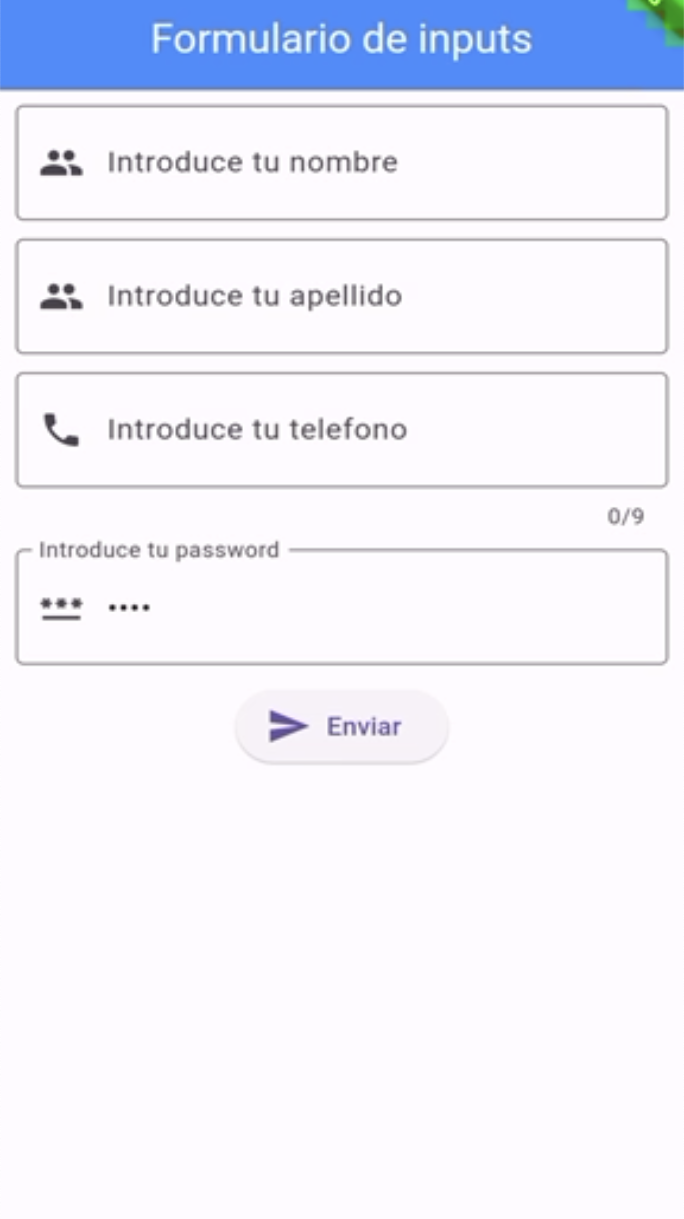 Formulario de inputs
Introduce tu nombre
Introduce tu apellido
Introduce tu telefono
0/9
Introduce tu password
••••
Enviar